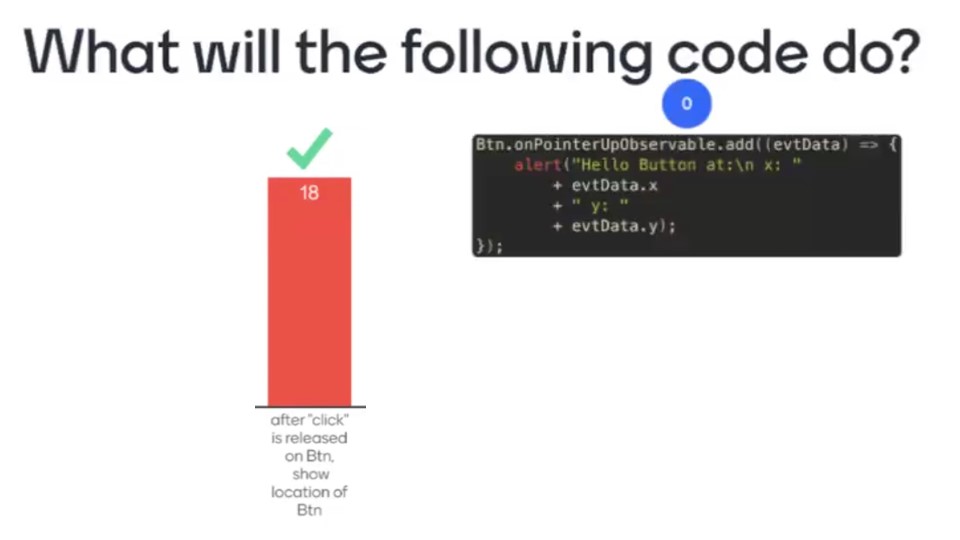 What will the following code do?
0
Btn.onPointerUpObservable.add((evtData) => {
    alert("Hello Button at:\n x: "
        + evtData.x
        + " y: "
        + evtData.y);
});
18
after "click"
is released
on Btn,
show
location of
Btn